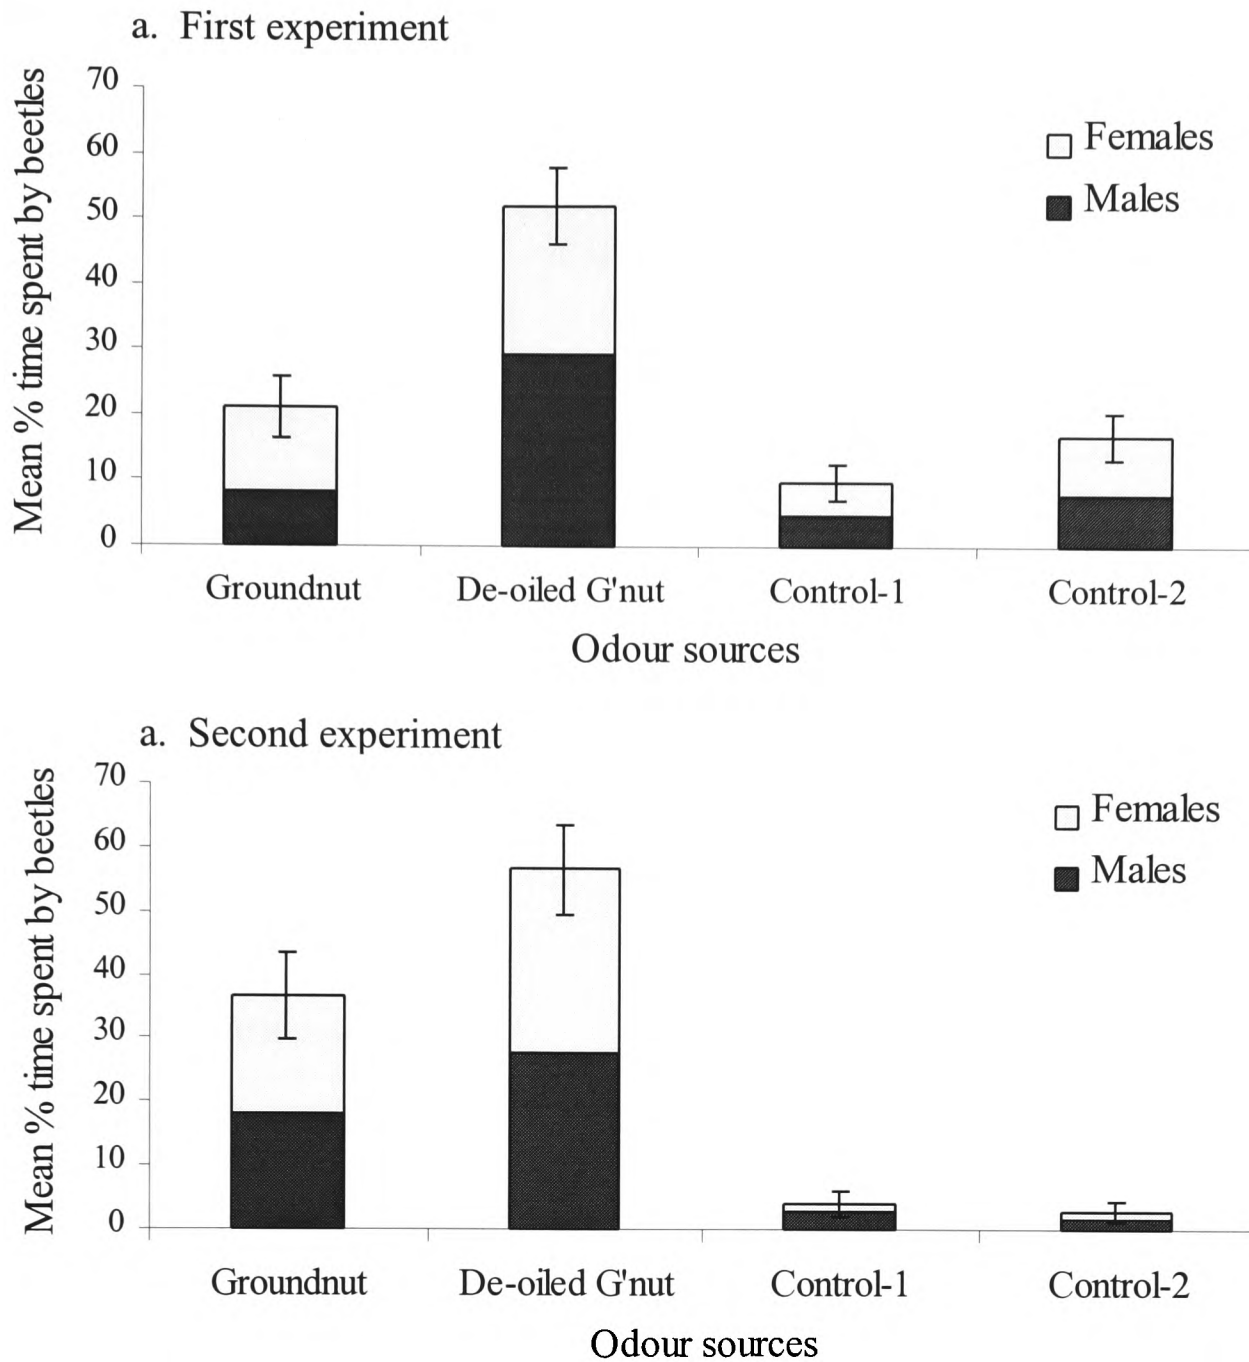 a. First experiment
Mean % time spent by beetles
70
60
50
40
30
20
10
0
Females
Males
Groundnut
De-oiled G'nut
Control-1
Control-2
Odour sources
a. Second experiment
Mean % time spent by beetles
70
60
50
40
30
20
10
0
Females
Males
Groundnut
De-oiled G'nut
Control-1
Control-2
Odour sources